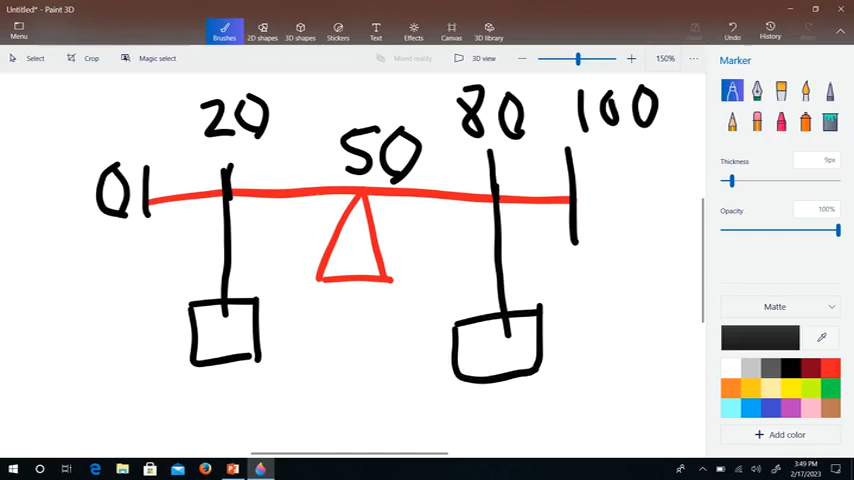 Untitled* - Paint 3D
Menu
Brushes
2D shapes
3D shapes
Stickers
Text
Effects
Canvas
3D library
Paste
Undo
History
Redo
Select
Crop
Magic select
Mixed reality
3D view
150%
Marker
Thickness
9px
Opacity
100%
Matte
Add color
0
20
50
80
100
3:49 PM
2/17/2023